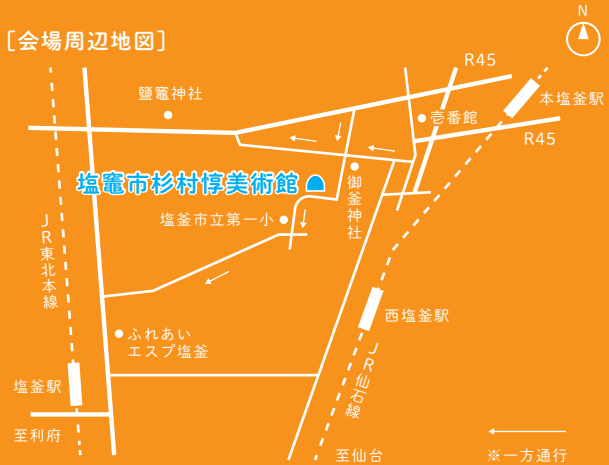 [会場周辺地図]
N
R45
本塩釜駅
鹽竈神社
壱番館
R45
塩竈市杉村惇美術館
御釜神社
塩釜市立第一小
JR東北本線
西塩釜駅
ふれあい
エスプ塩釜
JR仙石線
塩釜駅
至利府
至仙台
※一方通行